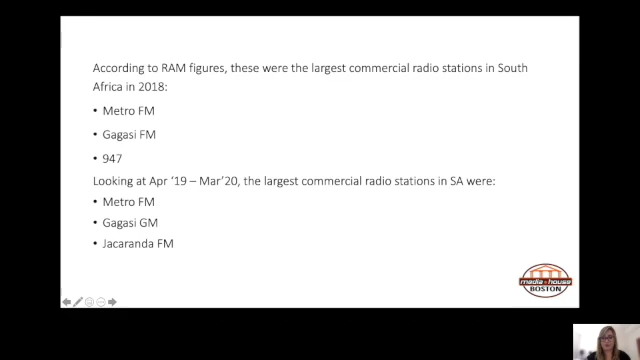 According to RAM figures, these were the largest commercial radio stations in South
Africa in 2018:
• Metro FM
• Gagasi FM
• 947
Looking at Apr '19 – Mar'20, the largest commercial radio stations in SA were:
• Metro FM
• Gagasi GM
• Jacaranda FM
media house
BOSTON